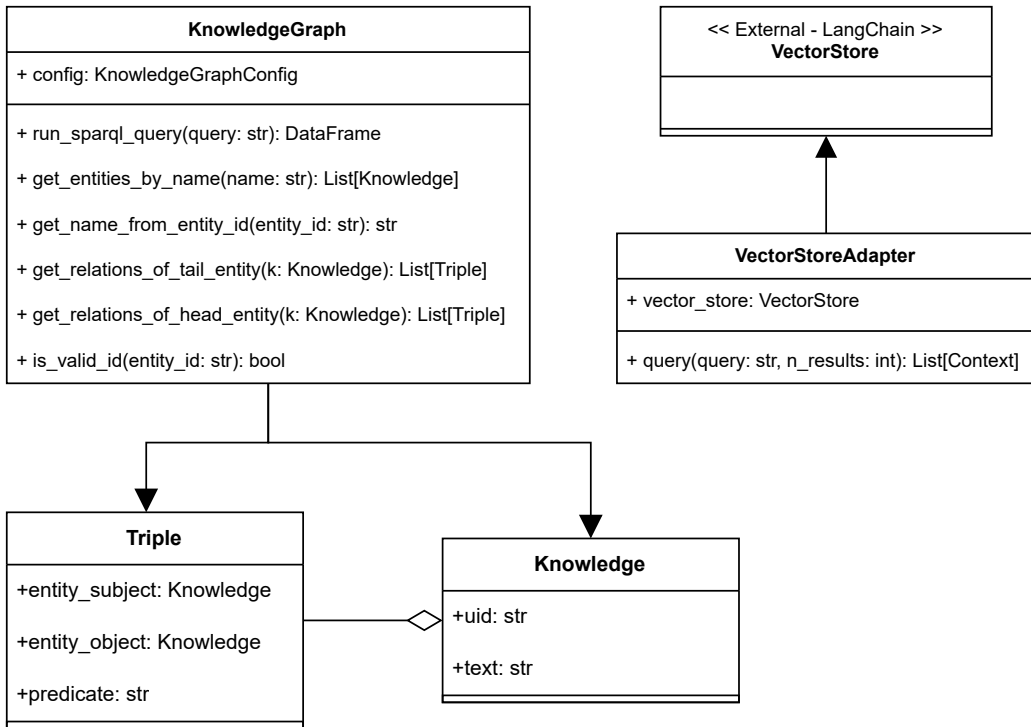 KnowledgeGraph
+ config: KnowledgeGraphConfig
+ run_sparql_query(query: str): DataFrame
+ get_entities_by_name(name: str): List[Knowledge]
+ get_name_from_entity_id(entity_id: str): str
+ get_relations_of_tail_entity(k: Knowledge): List[Triple]
+ get_relations_of_head_entity(k: Knowledge): List[Triple]
+ is_valid_id(entity_id: str): bool
<< External - LangChain >>
VectorStore
VectorStoreAdapter
+ vector_store: VectorStore
+ query(query: str, n_results: int): List[Context]
Triple
+entity_subject: Knowledge
+entity_object: Knowledge
+predicate: str
Knowledge
+uid: str
+text: str